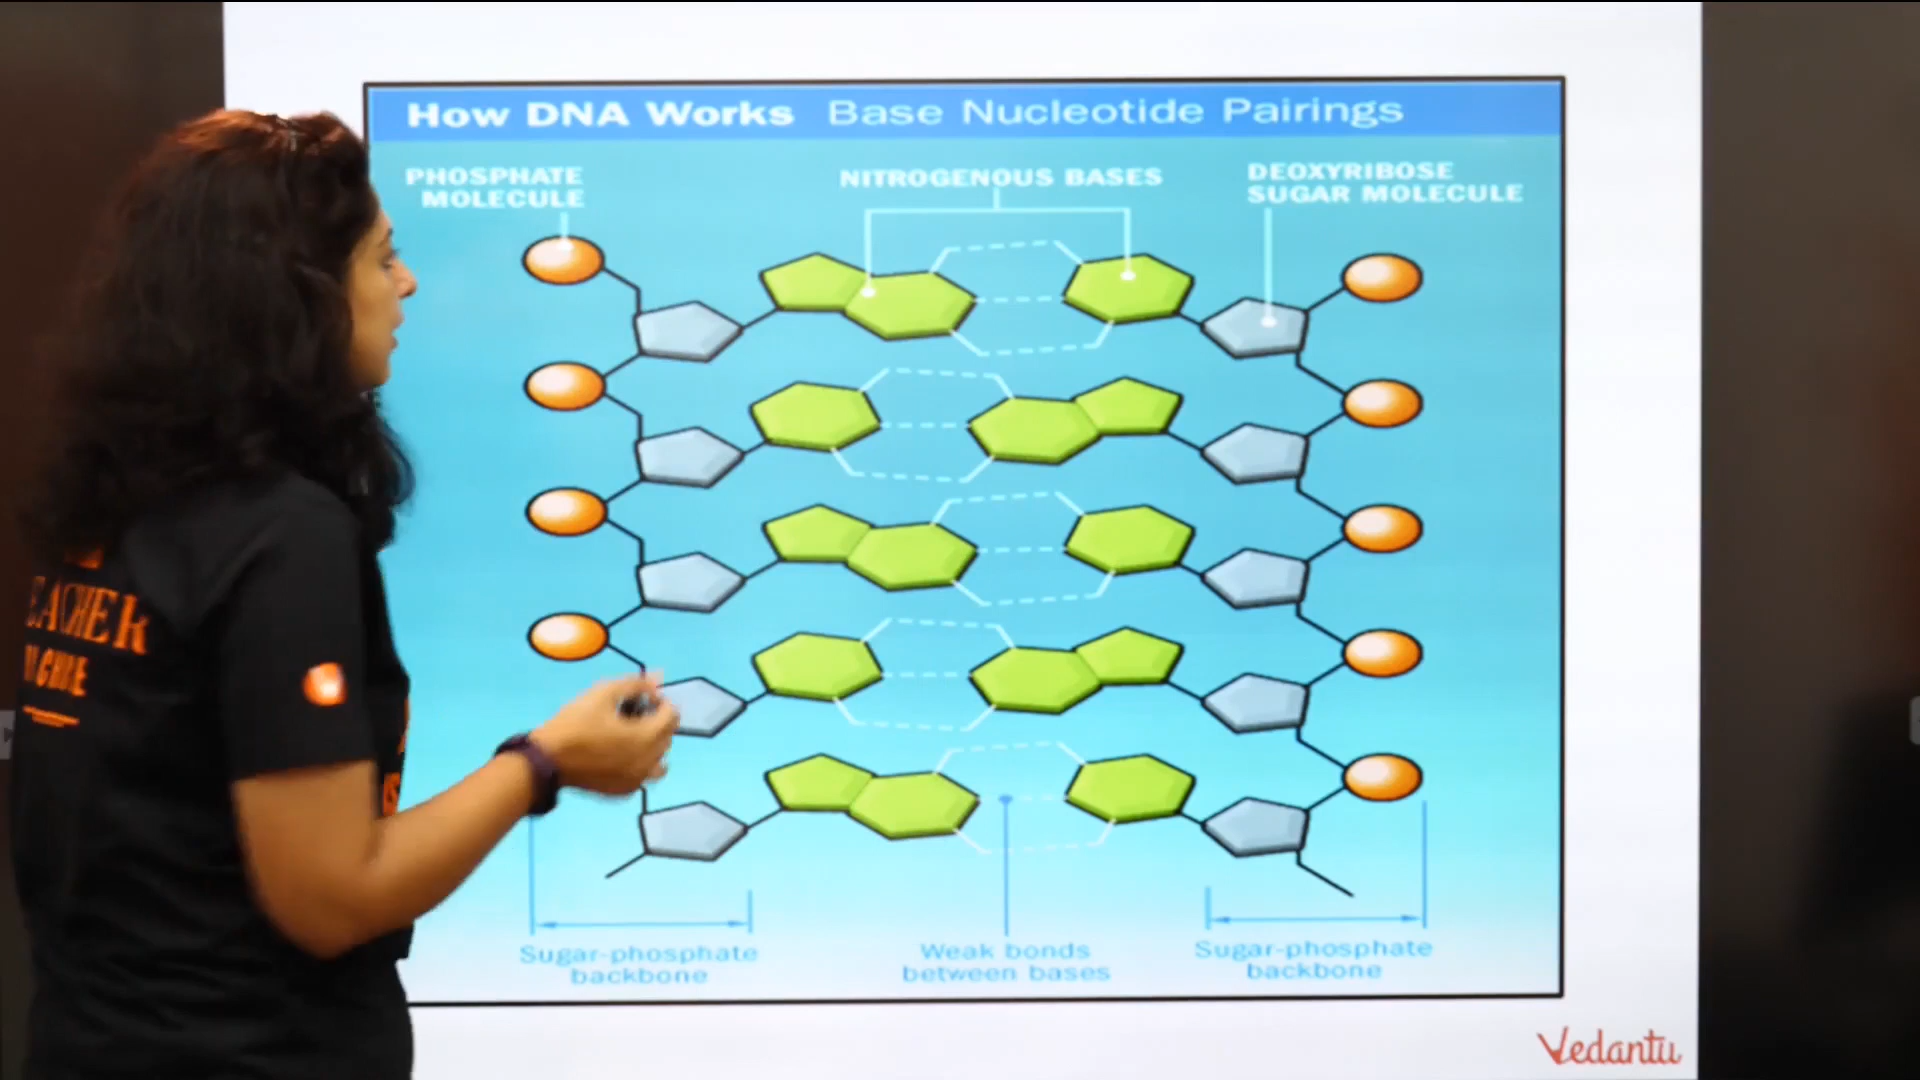 How DNA Works Base Nucleotide Pairings
PHOSPHATE
MOLECULE
NITROGENOUS BASES
DEOXYRIBOSE
SUGAR MOLECULE
Sugar-phosphate
backbone
Weak bonds
between bases
Sugar-phosphate
backbone
Vedantu